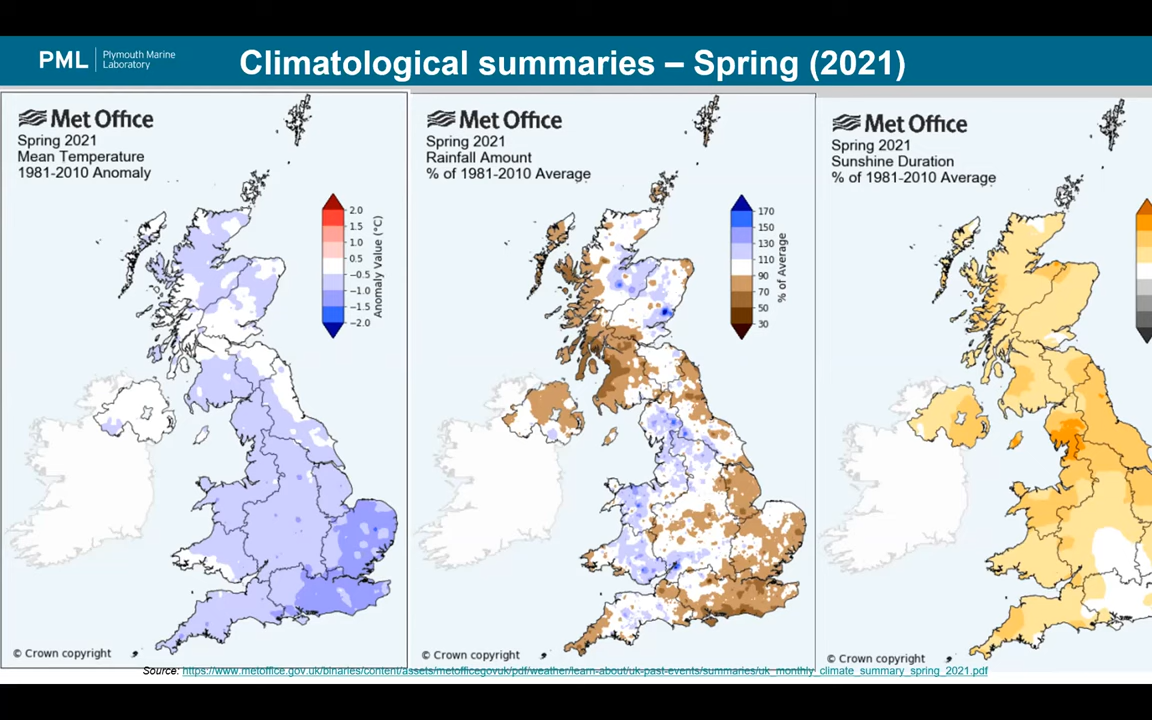 PML
Plymouth Marine
Laboratory
Climatological summaries – Spring (2021)
Met Office
Spring 2021
Mean Temperature
1981-2010 Anomaly
2.0
1.5
1.0
0.5
−0.5
−1.0
−1.5
−2.0
Anomaly Value (°C)
© Crown copyright
Met Office
Spring 2021
Rainfall Amount
% of 1981-2010 Average
170
150
130
110
90
70
50
30
% of Average
© Crown copyright
Met Office
Spring 2021
Sunshine Duration
% of 1981-2010 Average
© Crown copyright
Source: https://www.metoffice.gov.uk/binaries/content/assets/metofficegovuk/pdf/weather/learn-about/uk-past-events/summaries/uk_monthly_climate_summary_spring_2021.pdf